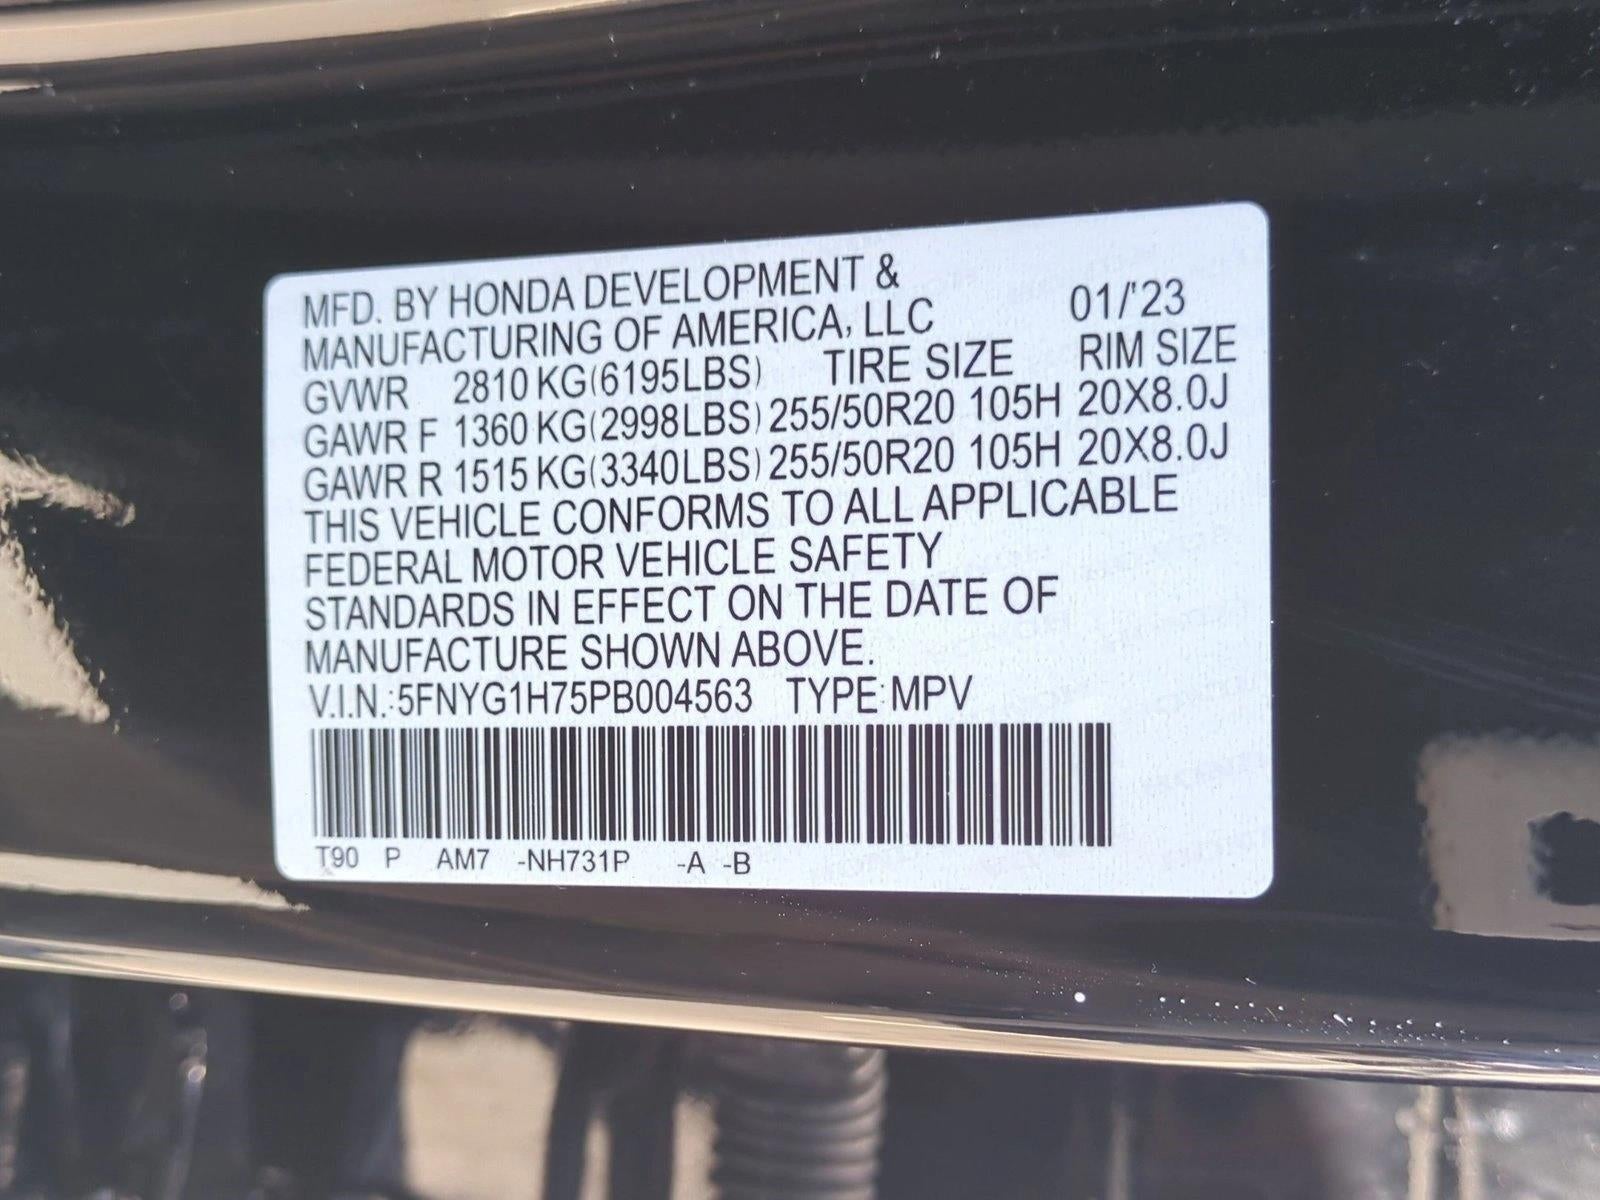 MFD. BY HONDA DEVELOPMENT &
MANUFACTURING OF AMERICA, LLC 01/'23
GVWR 2810 KG(6195LBS) TIRE SIZE RIM SIZE
GAWR F 1360 KG(2998LBS) 255/50R20 105H 20X8.0J
GAWR R 1515 KG(3340LBS) 255/50R20 105H 20X8.0J
THIS VEHICLE CONFORMS TO ALL APPLICABLE
FEDERAL MOTOR VEHICLE SAFETY
STANDARDS IN EFFECT ON THE DATE OF
MANUFACTURE SHOWN ABOVE.
V.I.N.:5FNYG1H75PB004563 TYPE:MPV
T90 P AM7 -NH731P -A -B